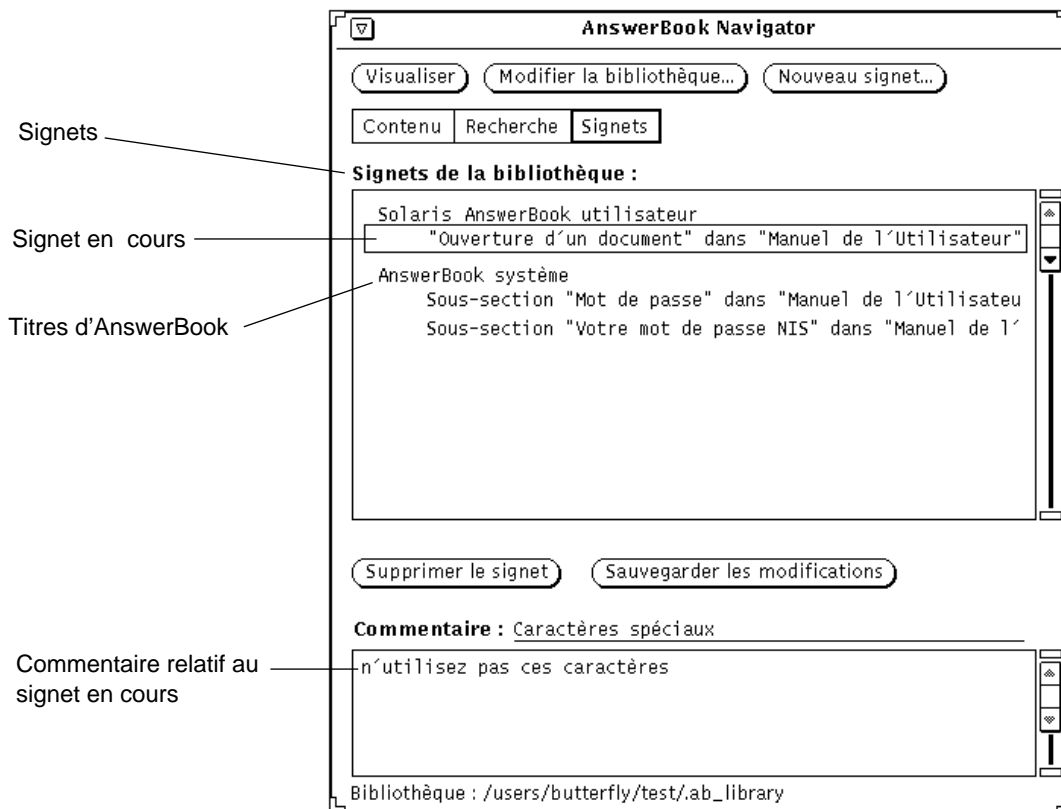 AnswerBook Navigator
Visualiser Modifier la bibliothèque... Nouveau signet...
Contenu Recherche Signets
Signets
Signets de la bibliothèque :
Solaris AnswerBook utilisateur
Signet en cours
"Ouverture d´un document" dans "Manuel de l´Utilisateur"
AnswerBook système
Sous-section "Mot de passe" dans "Manuel de l´Utilisateu
Titres d’AnswerBook
Sous-section "Votre mot de passe NIS" dans "Manuel de l´
Supprimer le signet Sauvegarder les modifications
Commentaire : Caractères spéciaux
Commentaire relatif au
signet en cours
n´utilisez pas ces caractères
Bibliothèque : /users/butterfly/test/.ab_library